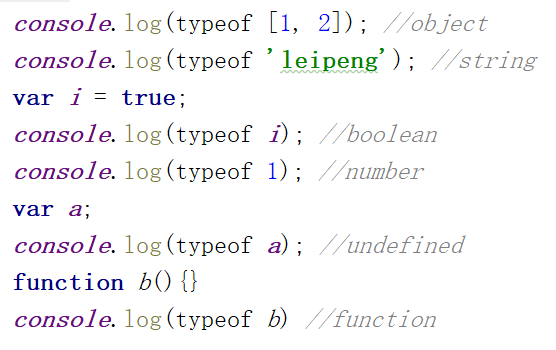 console.log(typeof [1, 2]); //object
console.log(typeof 'leipeng'); //string
var i = true;
console.log(typeof i); //boolean
console.log(typeof 1); //number
var a;
console.log(typeof a); //undefined
function b(){}
console.log(typeof b) //function